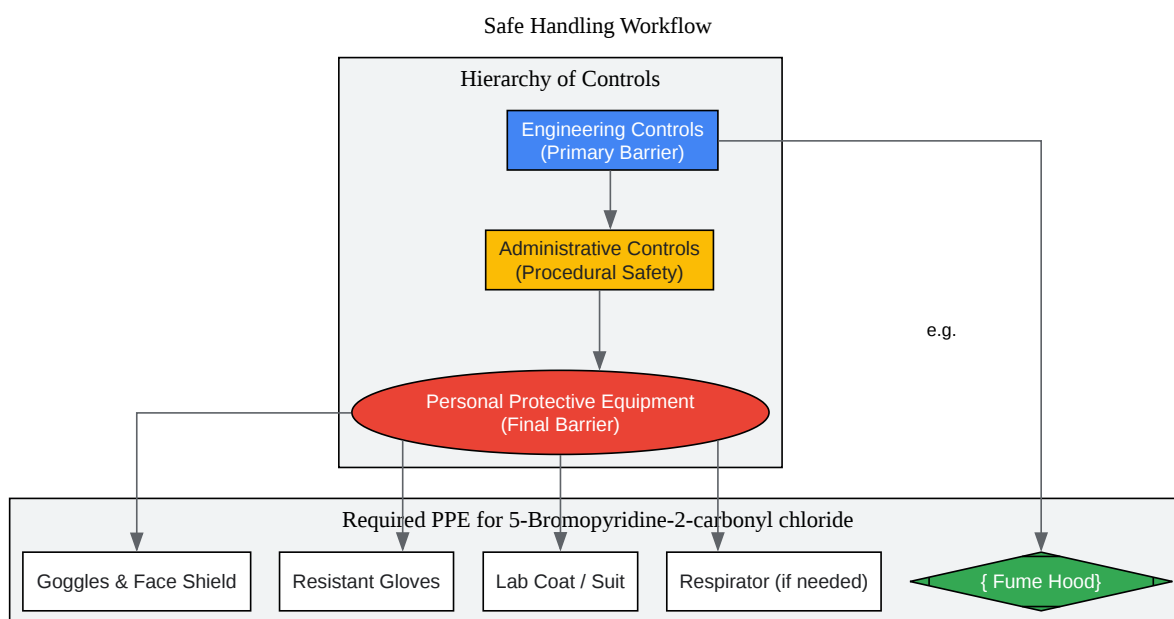 Safe Handling Workflow
Hierarchy of Controls
Engineering Controls
(Primary Barrier)
Administrative Controls
(Procedural Safety)
e.g.
Personal Protective Equipment
(Final Barrier)
Required PPE for 5-Bromopyridine-2-carbonyl chloride
Goggles & Face Shield
Resistant Gloves
Lab Coat / Suit
Respirator (if needed)
{ Fume Hood}